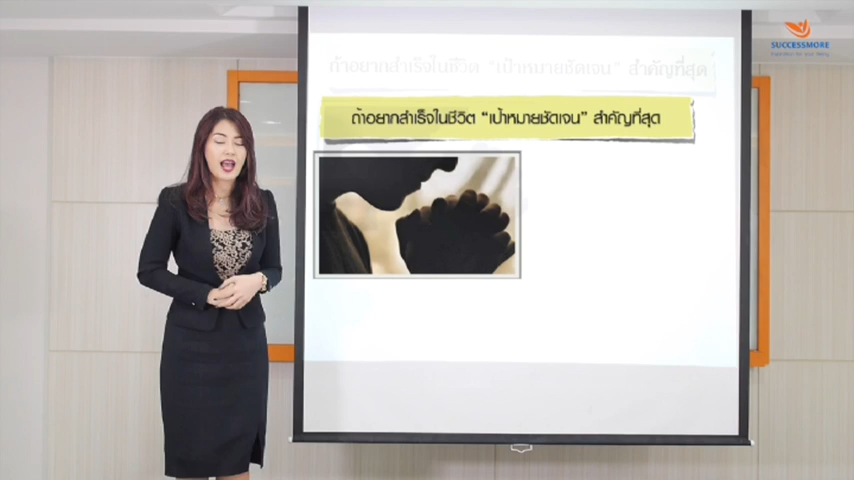 SUCCESSMORE
ถ้าอยากสำเร็จในชีวิต “เป้าหมายชัดเจน” สำคัญที่สุด
ถ้าอยากสำเร็จในชีวิต “เป้าหมายชัดเจน” สำคัญที่สุด